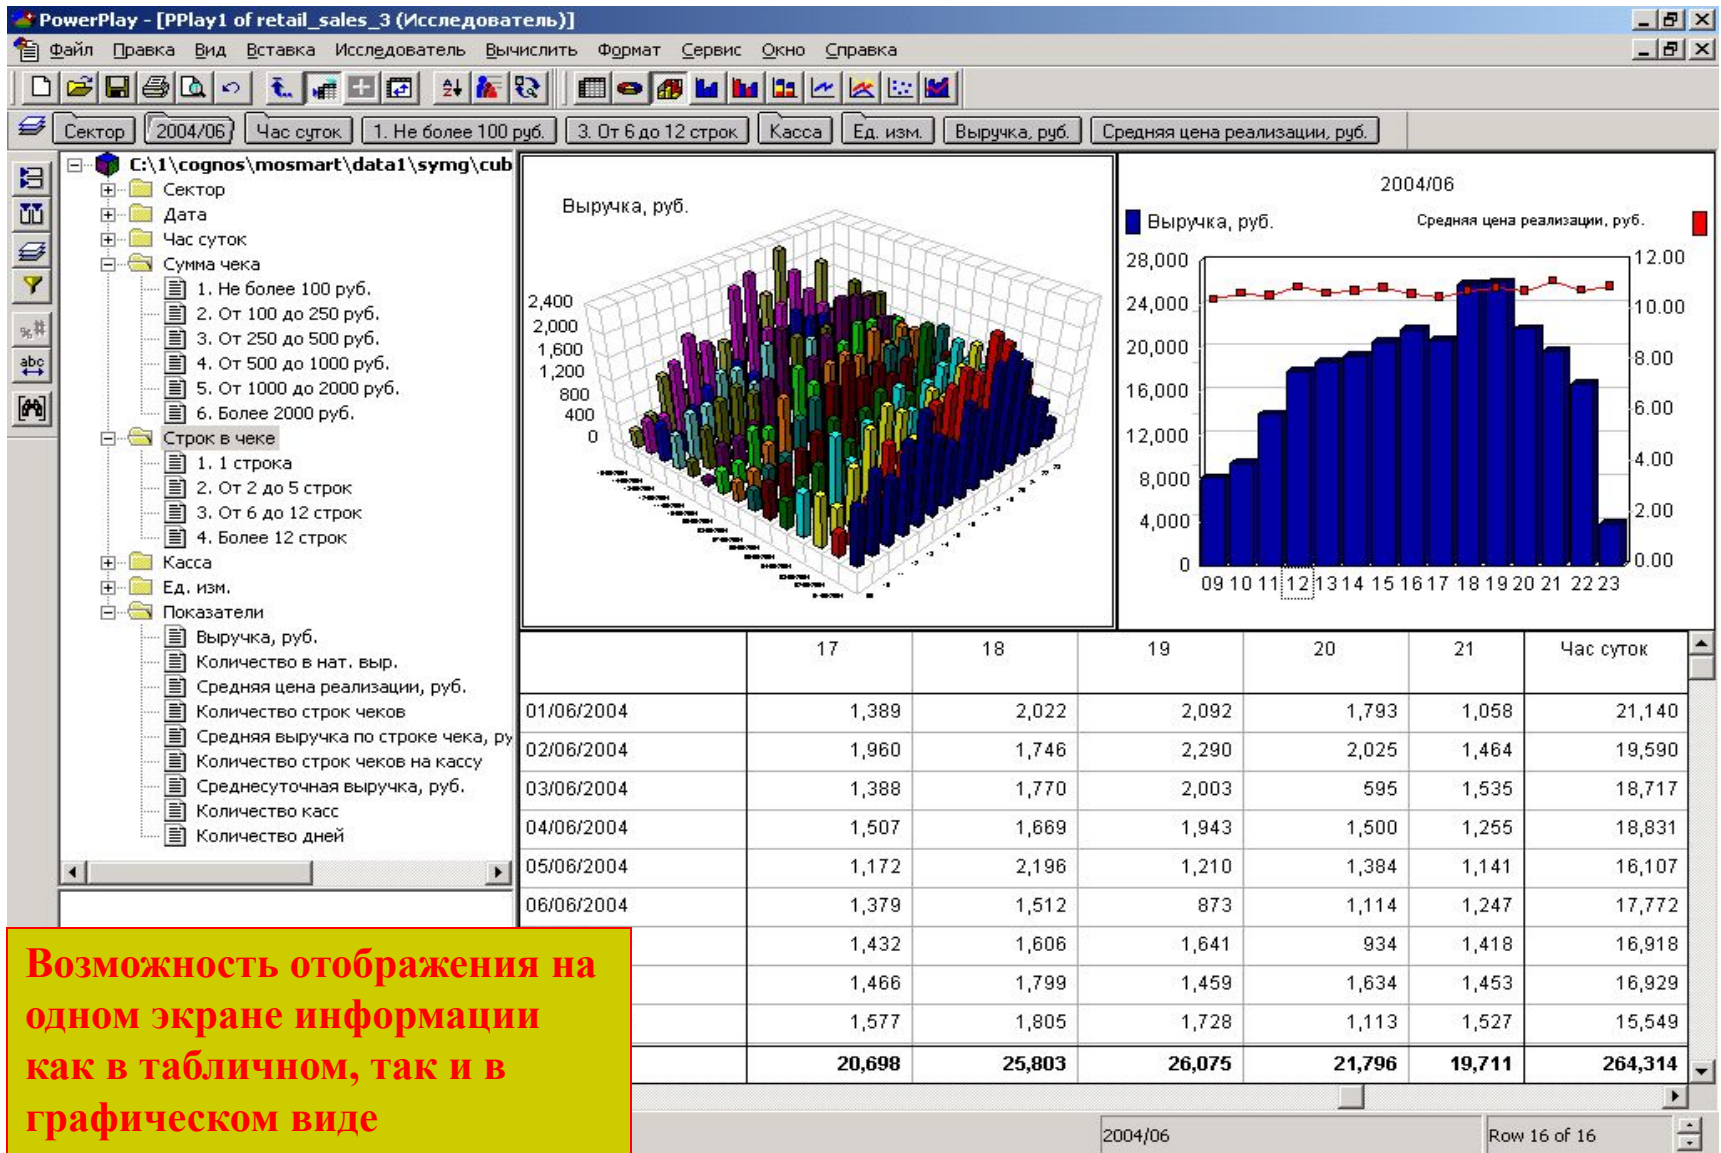 PowerPlay - [PPlay1 of retail_sales_3 (Исследователь)]
Файл Правка Вид Вставка Исследователь Вычислить Формат Сервис Окно Справка
Сектор 2004/06 Час суток 1. Не более 100 руб. 3. От 6 до 12 строк Касса Ед. изм. Выручка, руб. Средняя цена реализации, руб.
C:\1\cognos\mosmart\data1\symg\cub
Сектор
Дата
Час суток
Сумма чека
1. Не более 100 руб.
2. От 100 до 250 руб.
3. От 250 до 500 руб.
4. От 500 до 1000 руб.
5. От 1000 до 2000 руб.
6. Более 2000 руб.
Строк в чеке
1. 1 строка
2. От 2 до 5 строк
3. От 6 до 12 строк
4. Более 12 строк
Касса
Ед. изм.
Показатели
Выручка, руб.
Количество в нат. выр.
Средняя цена реализации, руб.
Количество строк чеков
Средняя выручка по строке чека, ру
Количество строк чеков на кассу
Среднесуточная выручка, руб.
Количество касс
Количество дней
Выручка, руб.
2,400
2,000
1,600
1,200
800
400
0
2004/06
Выручка, руб. Средняя цена реализации, руб.
28,000 12.00
24,000 10.00
20,000 8.00
16,000 6.00
12,000 4.00
8,000 2.00
4,000 0.00
0
09 10 11 12 13 14 15 16 17 18 19 20 21 22 23
17 18 19 20 21 Час суток
01/06/2004 1,389 2,022 2,092 1,793 1,058 21,140
02/06/2004 1,960 1,746 2,290 2,025 1,464 19,590
03/06/2004 1,388 1,770 2,003 595 1,535 18,717
04/06/2004 1,507 1,669 1,943 1,500 1,255 18,831
05/06/2004 1,172 2,196 1,210 1,384 1,141 16,107
06/06/2004 1,379 1,512 873 1,114 1,247 17,772
1,432 1,606 1,641 934 1,418 16,918
1,466 1,799 1,459 1,634 1,453 16,929
1,577 1,805 1,728 1,113 1,527 15,549
20,698 25,803 26,075 21,796 19,711 264,314
Возможность отображения на
одном экране информации
как в табличном, так и в
графическом виде
2004/06 Row 16 of 16